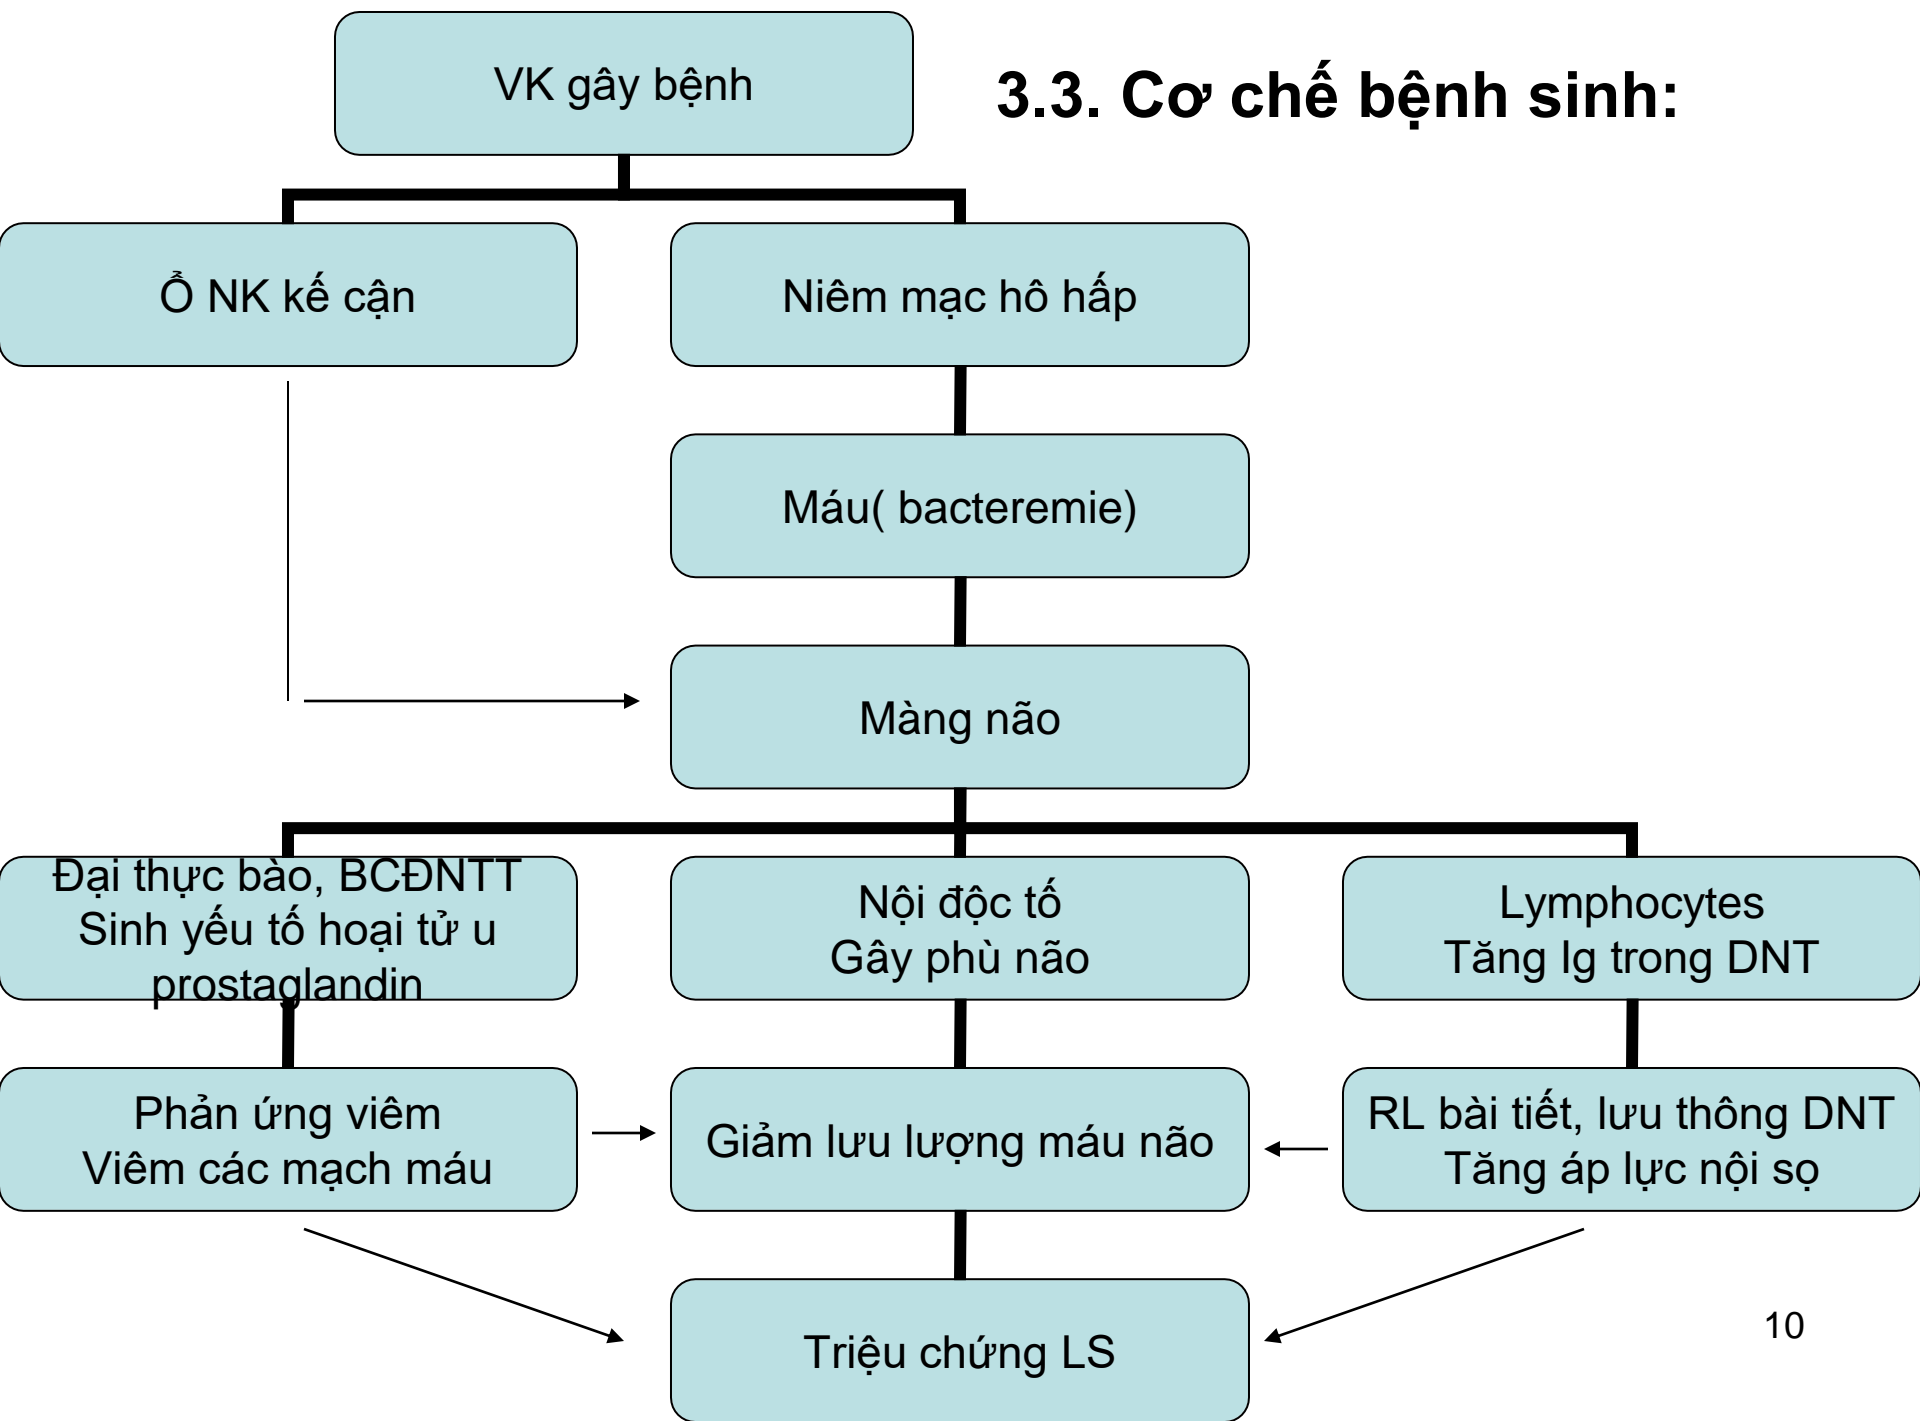 VK gây bệnh
3.3. Cơ chế bệnh sinh:
Ổ NK kế cận
Niêm mạc hô hấp
Máu( bacteremie)
Màng não
Đại thực bào, BCĐNTT
Sinh yếu tố hoại tử u
prostaglandin
Nội độc tố
Gây phù não
Lymphocytes
Tăng Ig trong DNT
Phản ứng viêm
Viêm các mạch máu
Giảm lưu lượng máu não
RL bài tiết, lưu thông DNT
Tăng áp lực nội sọ
Triệu chứng LS
10